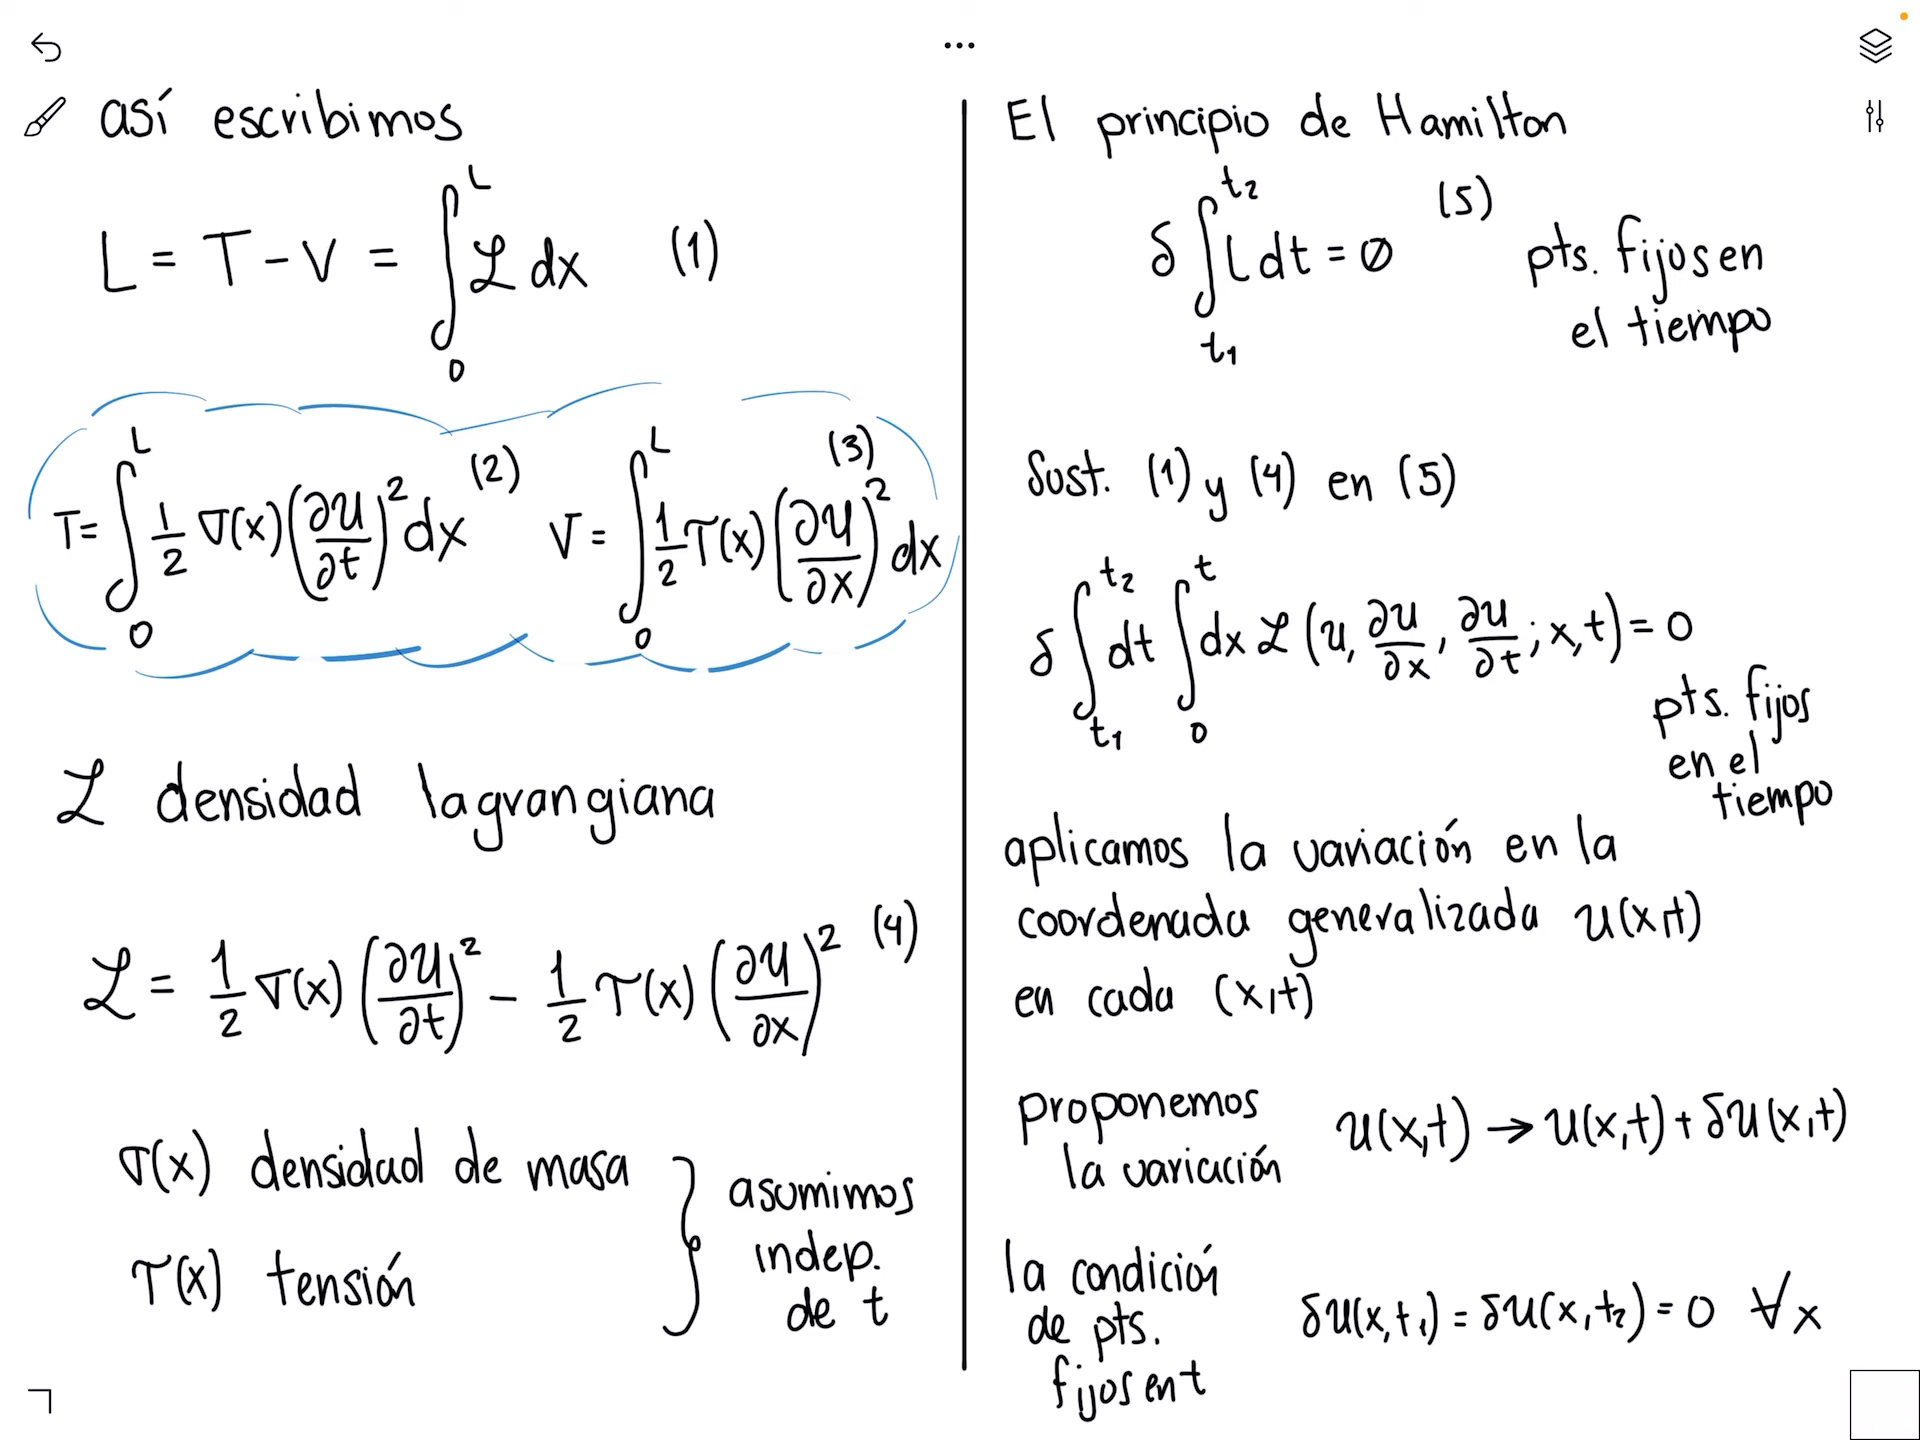 así escribimos
L = T - V = ∫₀ᴸ ℒ dx (1)
T = ∫₀ᴸ 1/2 σ(x) (∂u/∂t)² dx (2) V = ∫₀ᴸ 1/2 τ(x) (∂u/∂x)² dx (3)
ℒ densidad lagrangiana
ℒ = 1/2 σ(x) (∂u/∂t)² - 1/2 τ(x) (∂u/∂x)² (4)
σ(x) densidad de masa
τ(x) tensión
} asumimos
indep.
de t
El principio de Hamilton
δ ∫_{t₁}^{t₂} L dt = 0 (5)
pts. fijos en
el tiempo
Sust. (1) y (4) en (5)
δ ∫_{t₁}^{t₂} dt ∫₀ᵗ dx ℒ (u, ∂u/∂x, ∂u/∂t; x,t) = 0
pts. fijos
en el
tiempo
aplicamos la variación en la
coordenada generalizada u(x,t)
en cada (x,t)
proponemos
la variación
u(x,t) → u(x,t) + δu(x,t)
la condición
de pts.
fijos en t
δu(x,t₁) = δu(x,t₂) = 0 ∀x